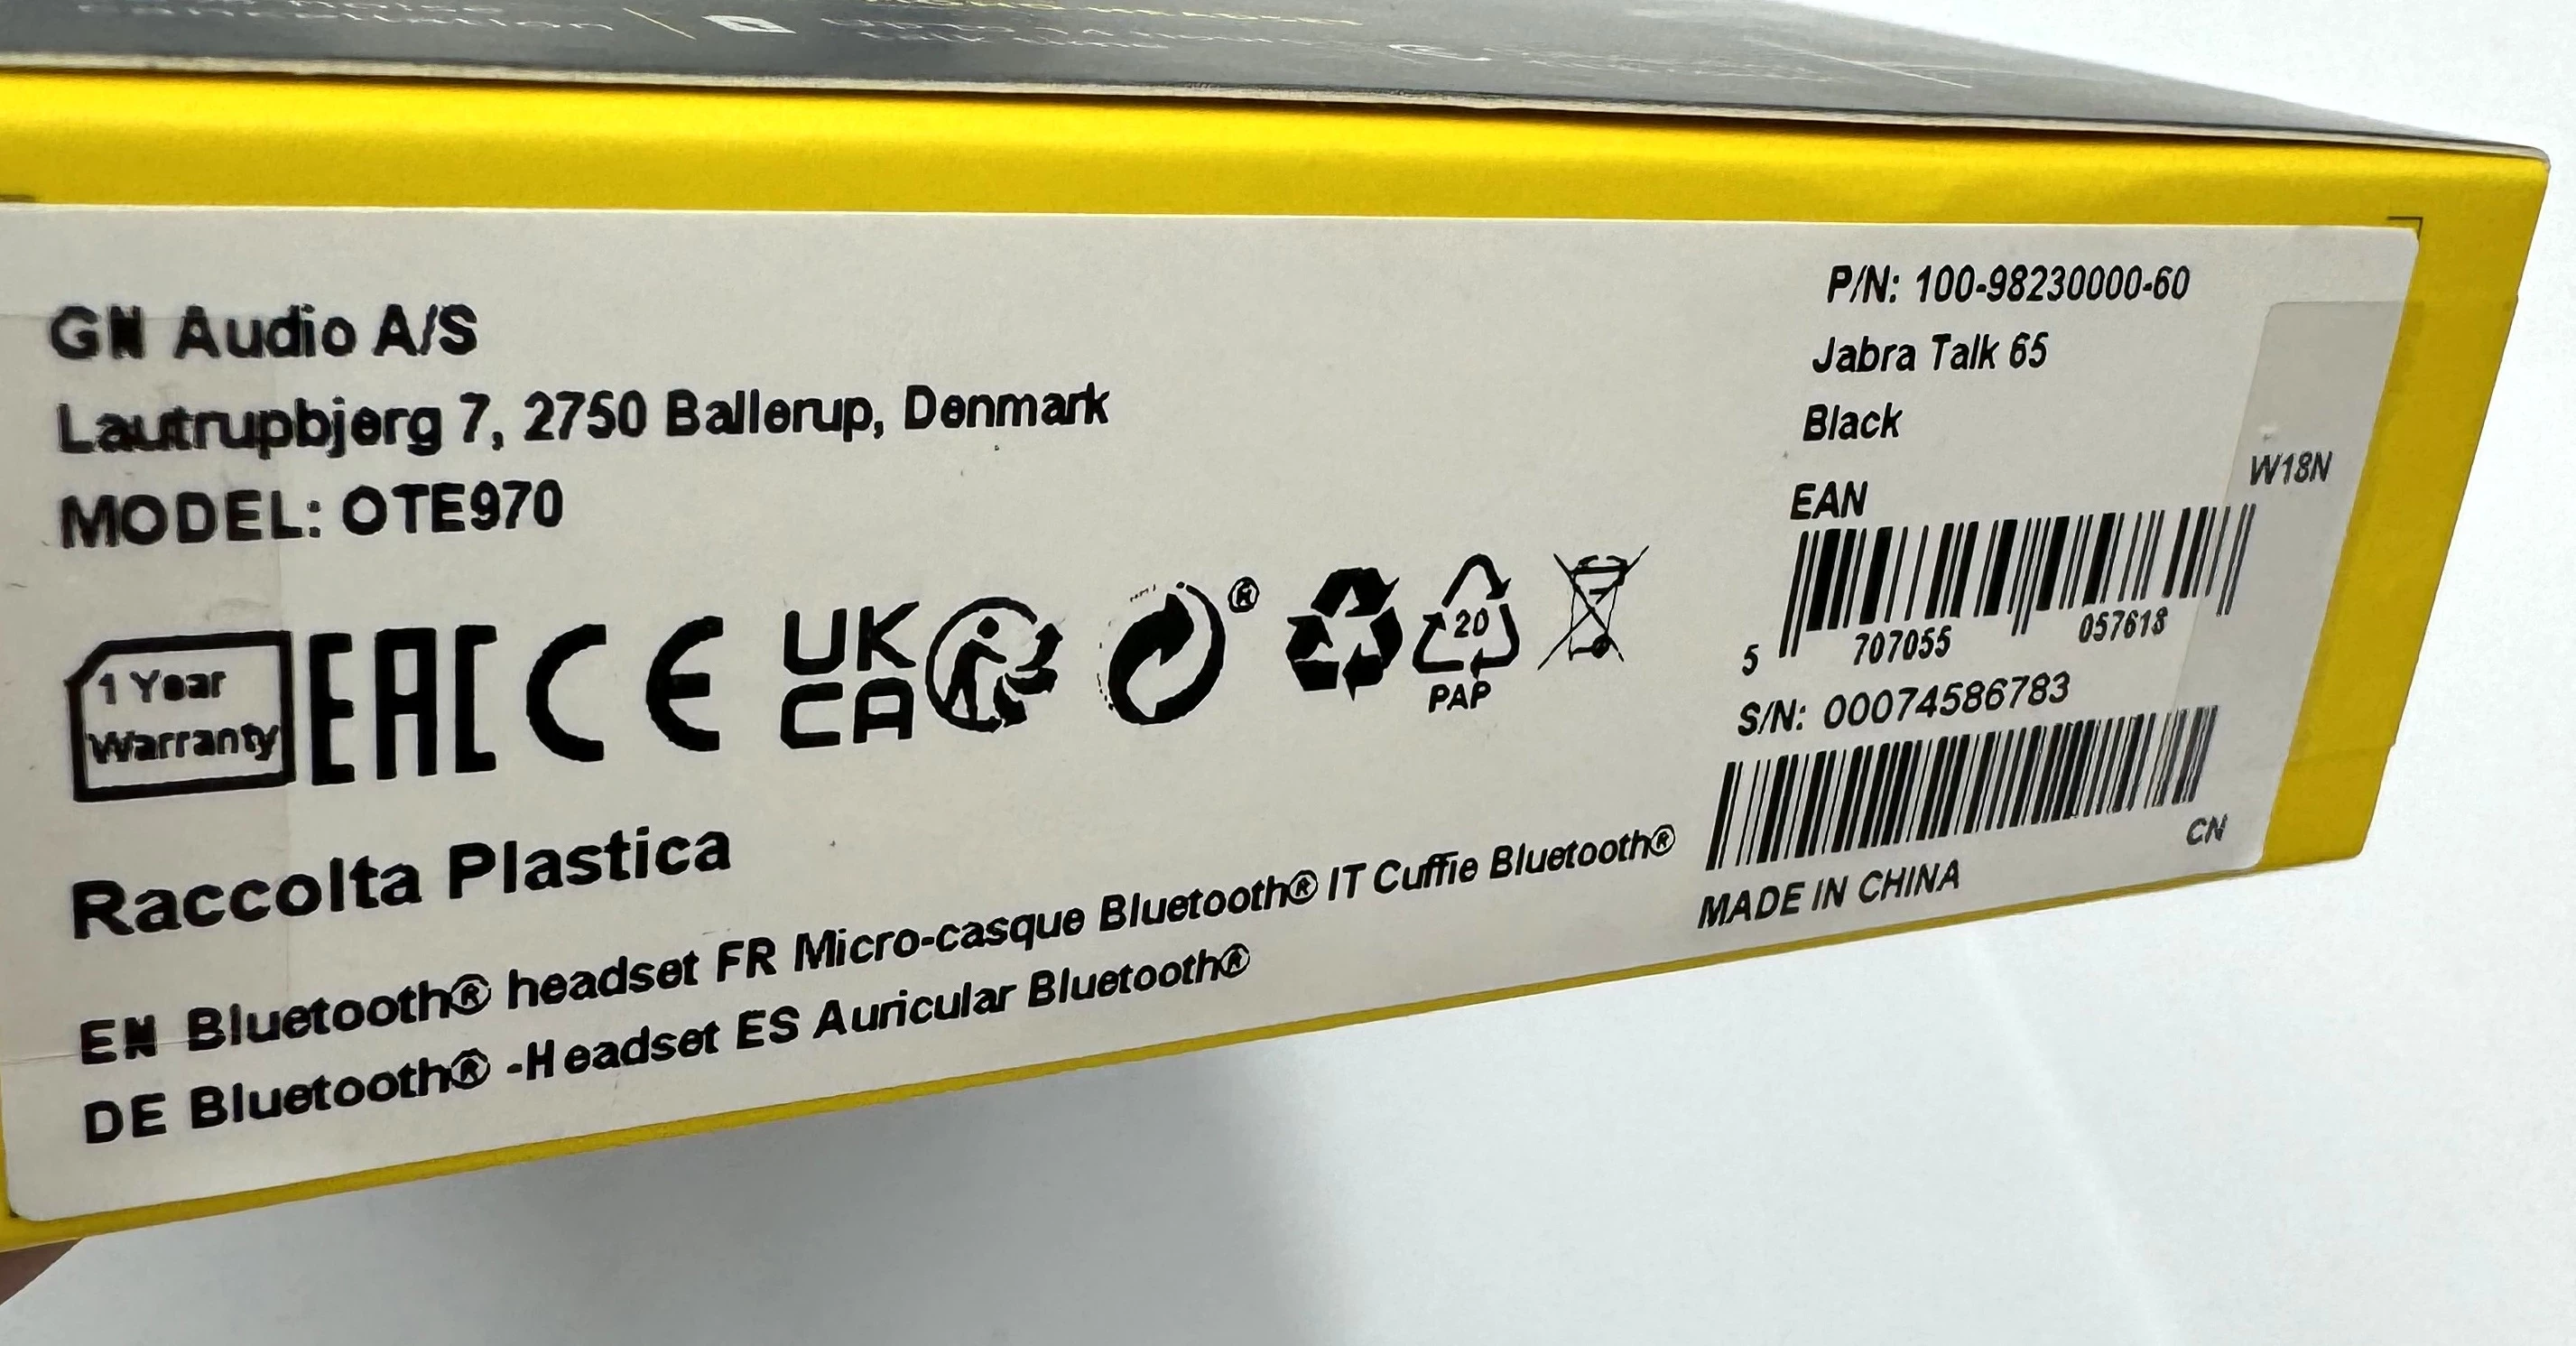 GN Audio A/S
Lautrupbjerg 7, 2750 Ballerup, Denmark
MODEL: OTE970
1 Year
Warranty
EAC CE UK
CA
®
20
PAP
Raccolta Plastica
EN Bluetooth® headset FR Micro-casque Bluetooth® IT Cuffie Bluetooth®
DE Bluetooth® -Headset ES Auricular Bluetooth®
P/N: 100-98230000-60
Jabra Talk 65
Black
W18N
EAN
5 707055 057618
S/N: 00074586783
CN
MADE IN CHINA